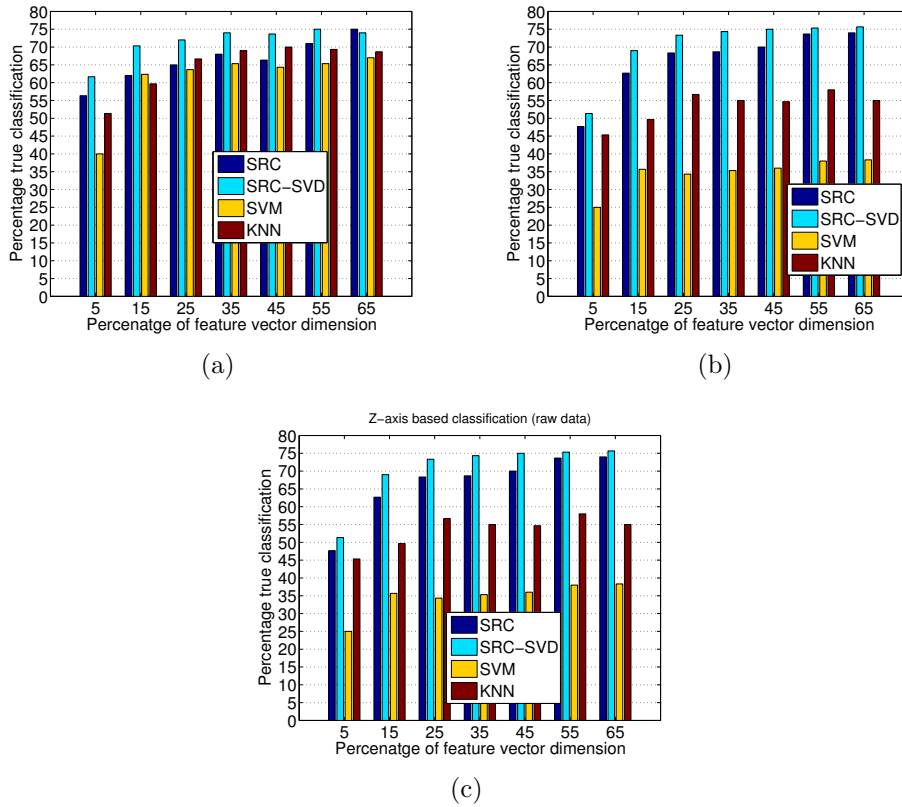 80
75
70
65
60
55
50
45
40
35
30
25
20
15
10
5
0
Percentage true classification
SRC
SRC-SVD
SVM
KNN
5 15 25 35 45 55 65
Percenatge of feature vector dimension
(a)
80
75
70
65
60
55
50
45
40
35
30
25
20
15
10
5
0
Percentage true classification
SRC
SRC-SVD
SVM
KNN
5 15 25 35 45 55 65
Percenatge of feature vector dimension
(b)
Z-axis based classification (raw data)
80
75
70
65
60
55
50
45
40
35
30
25
20
15
10
5
0
Percentage true classification
SRC
SRC-SVD
SVM
KNN
5 15 25 35 45 55 65
Percenatge of feature vector dimension
(c)